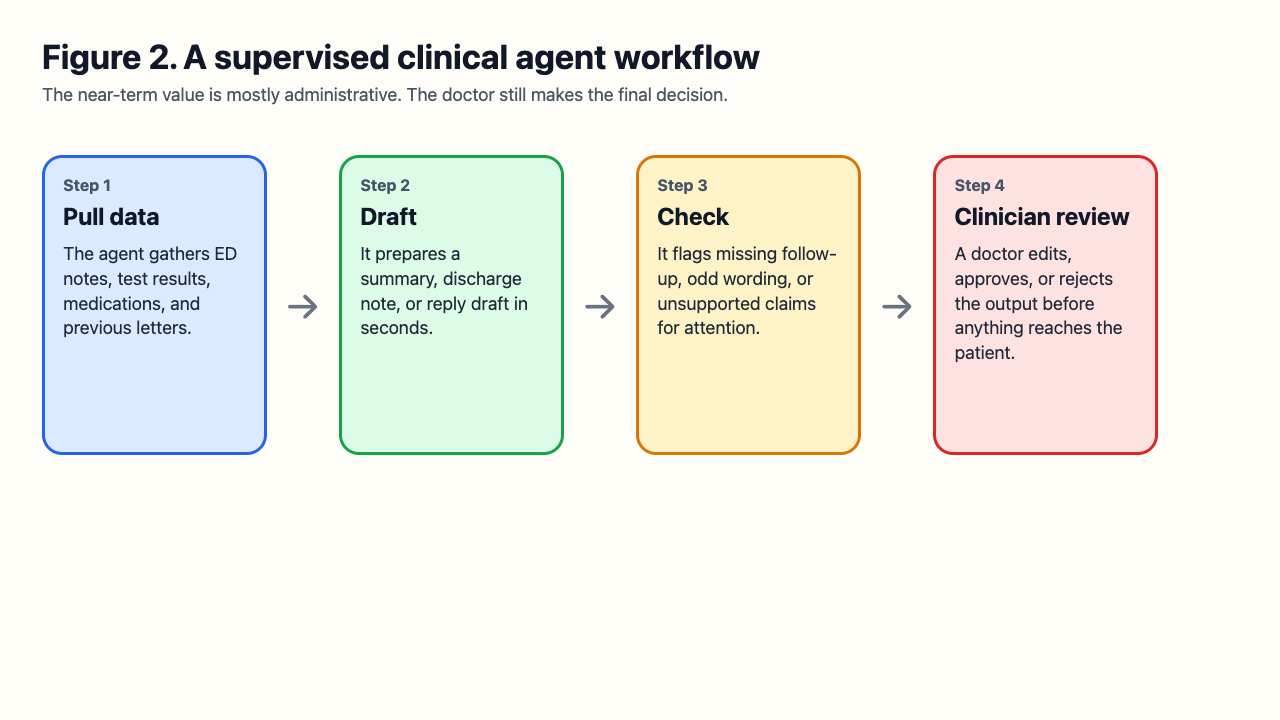 Figure 2. A supervised clinical agent workflow
The near-term value is mostly administrative. The doctor still makes the final decision.
Step 1
Pull data
The agent gathers ED
notes, test results,
medications, and
previous letters.
Step 2
Draft
It prepares a
summary, discharge
note, or reply draft in
seconds.
Step 3
Check
It flags missing follow-
up, odd wording, or
unsupported claims
for attention.
Step 4
Clinician review
A doctor edits,
approves, or rejects
the output before
anything reaches the
patient.